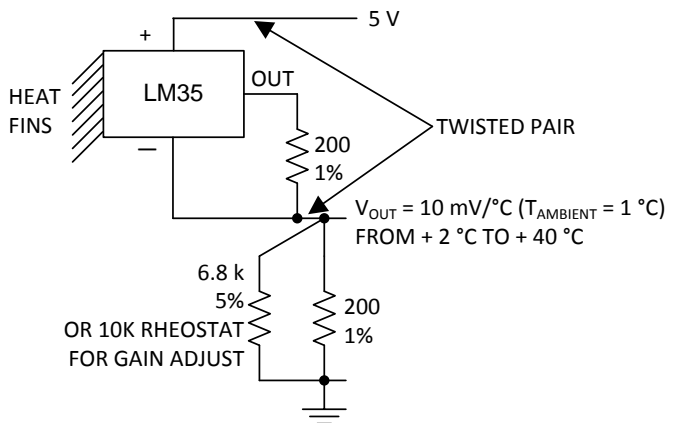 5 V
+
HEAT
FINS
LM35
OUT
TWISTED PAIR
—
200
1%
V_OUT = 10 mV/°C (T_AMBIENT = 1 °C)
FROM + 2 °C TO + 40 °C
6.8 k
5%
OR 10K RHEOSTAT
FOR GAIN ADJUST
200
1%